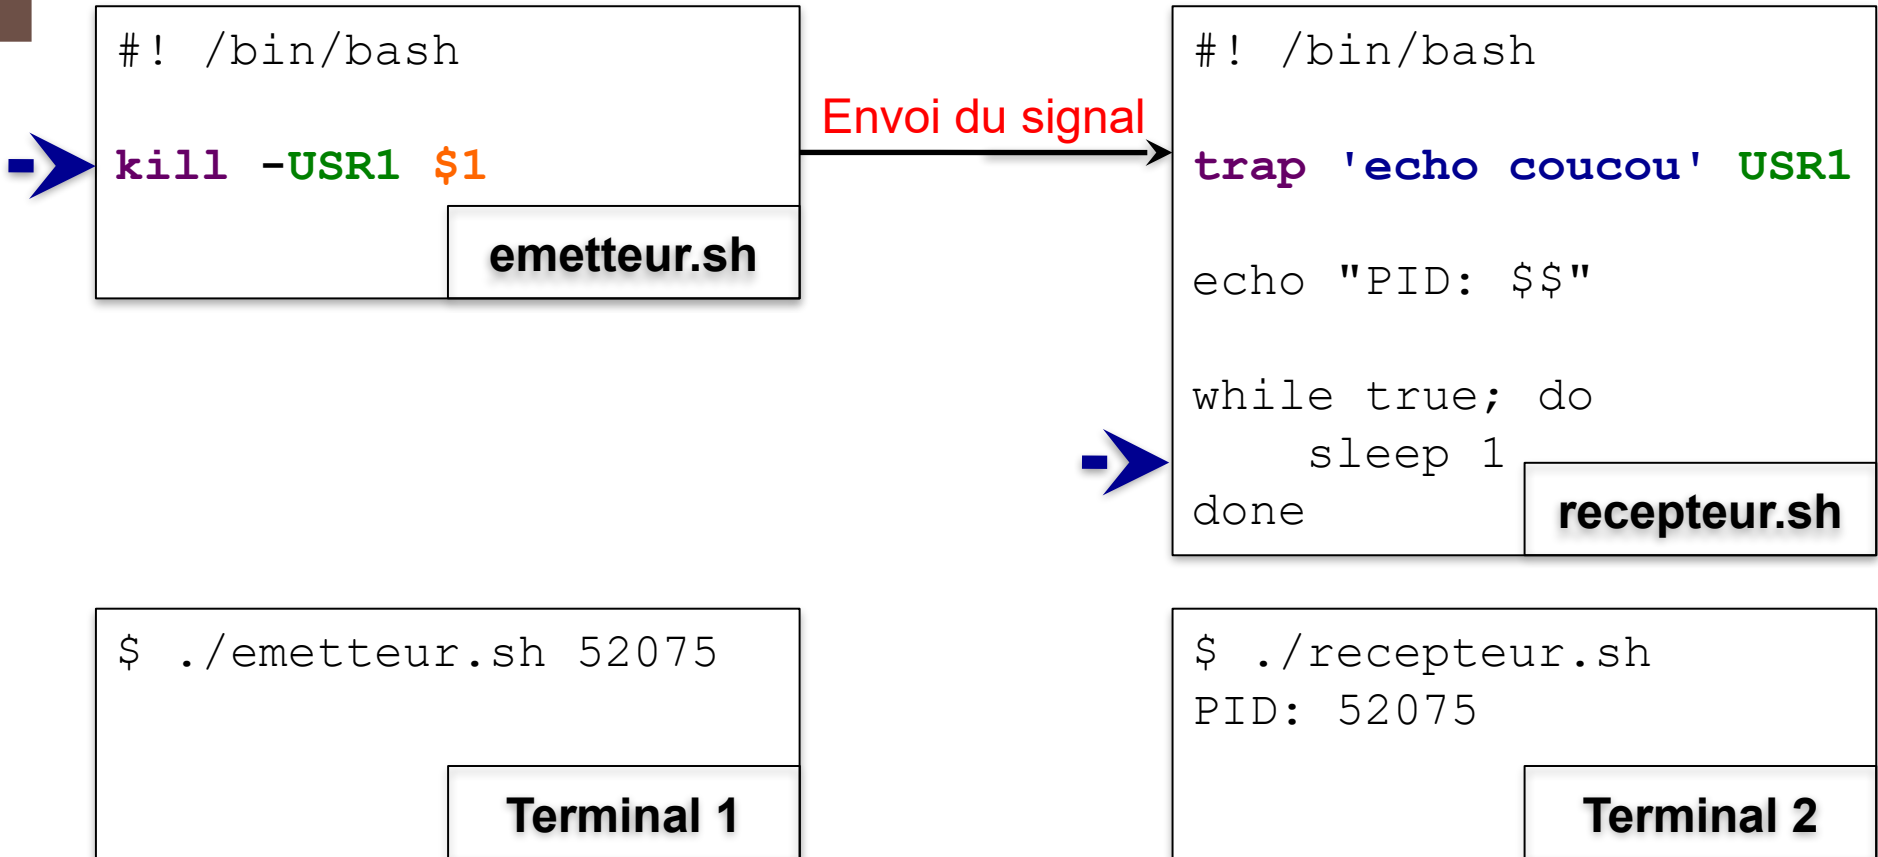 #! /bin/bash
kill -USR1 $1
emetteur.sh
Envoi du signal
#! /bin/bash
trap 'echo coucou' USR1
echo "PID: $$"
while true; do
    sleep 1
done
recepteur.sh
$ ./emetteur.sh 52075
Terminal 1
$ ./recepteur.sh
PID: 52075
Terminal 2